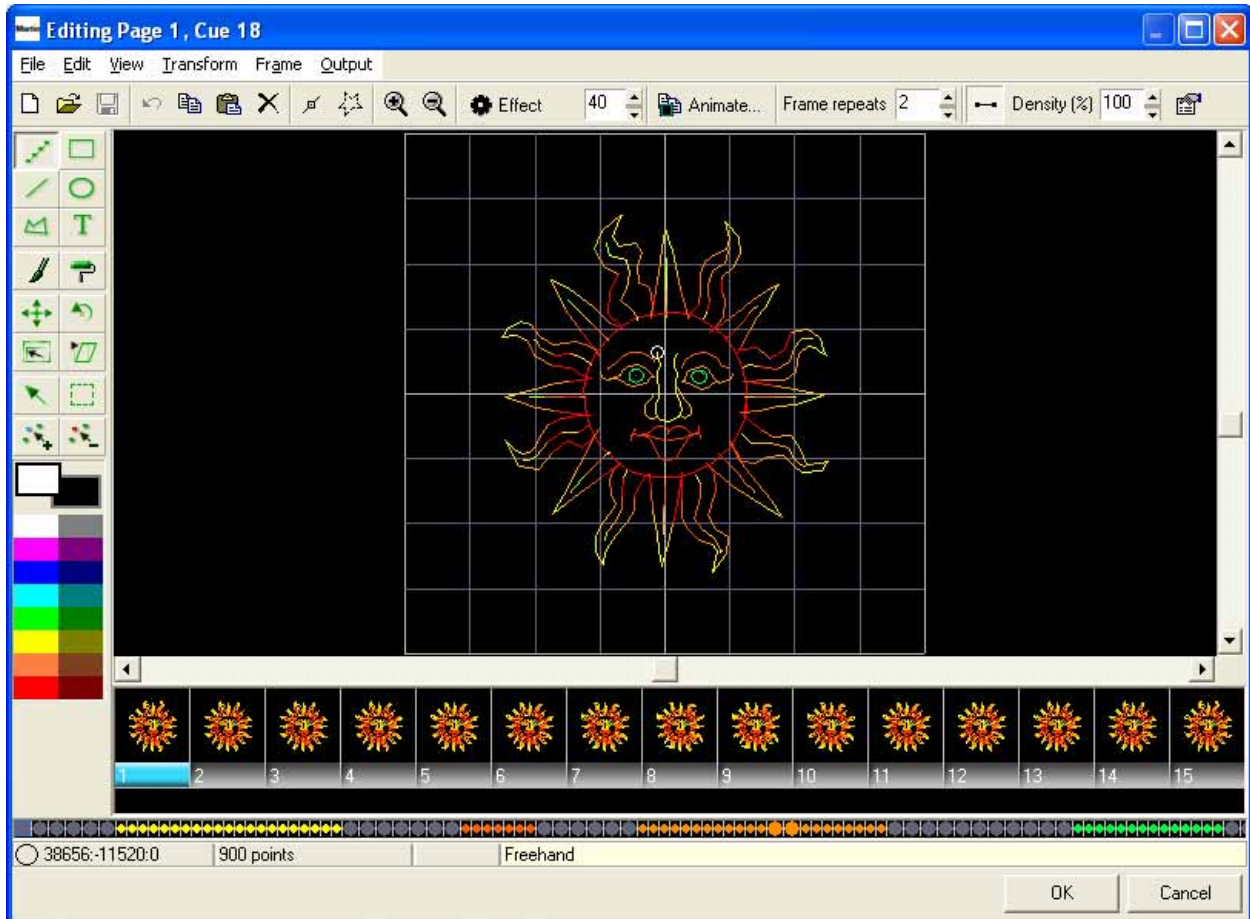 Martin Editing Page 1 , Cue 18
File Edit View Transform Frame Output
Effect 40 Animate... Frame repeats 2 Density (%) 100
T
1 2 3 4 5 6 7 8 9 10 11 12 13 14 15
38656:-11520:0 900 points Freehand
OK Cancel